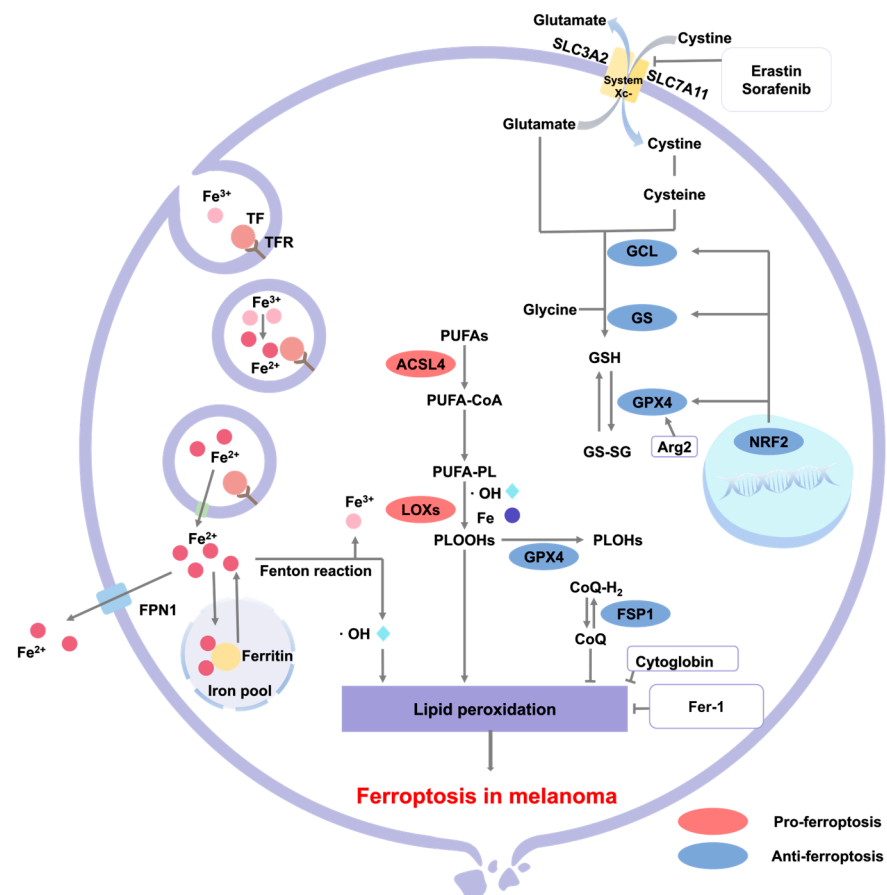 Glutamate
Cystine
SLC3A2
System
Xc-
SLC7A11
Erastin
Sorafenib
Glutamate
Cystine
Cysteine
Fe³⁺
TF
TFR
GCL
Glycine
GS
Fe³⁺
Fe²⁺
PUFAs
ACSL4
GSH
PUFA-CoA
GPX4
Arg2
NRF2
GS-SG
Fe²⁺
PUFA-PL
· OH
LOXs
Fe
Fe³⁺
PLOOHs
PLOHs
GPX4
Fe²⁺
Fenton reaction
FPN1
CoQ-H₂
FSP1
CoQ
· OH
Fe²⁺
Ferritin
Iron pool
Cytoglobin
Lipid peroxidation
Fer-1
Ferroptosis in melanoma
Pro-ferroptosis
Anti-ferroptosis